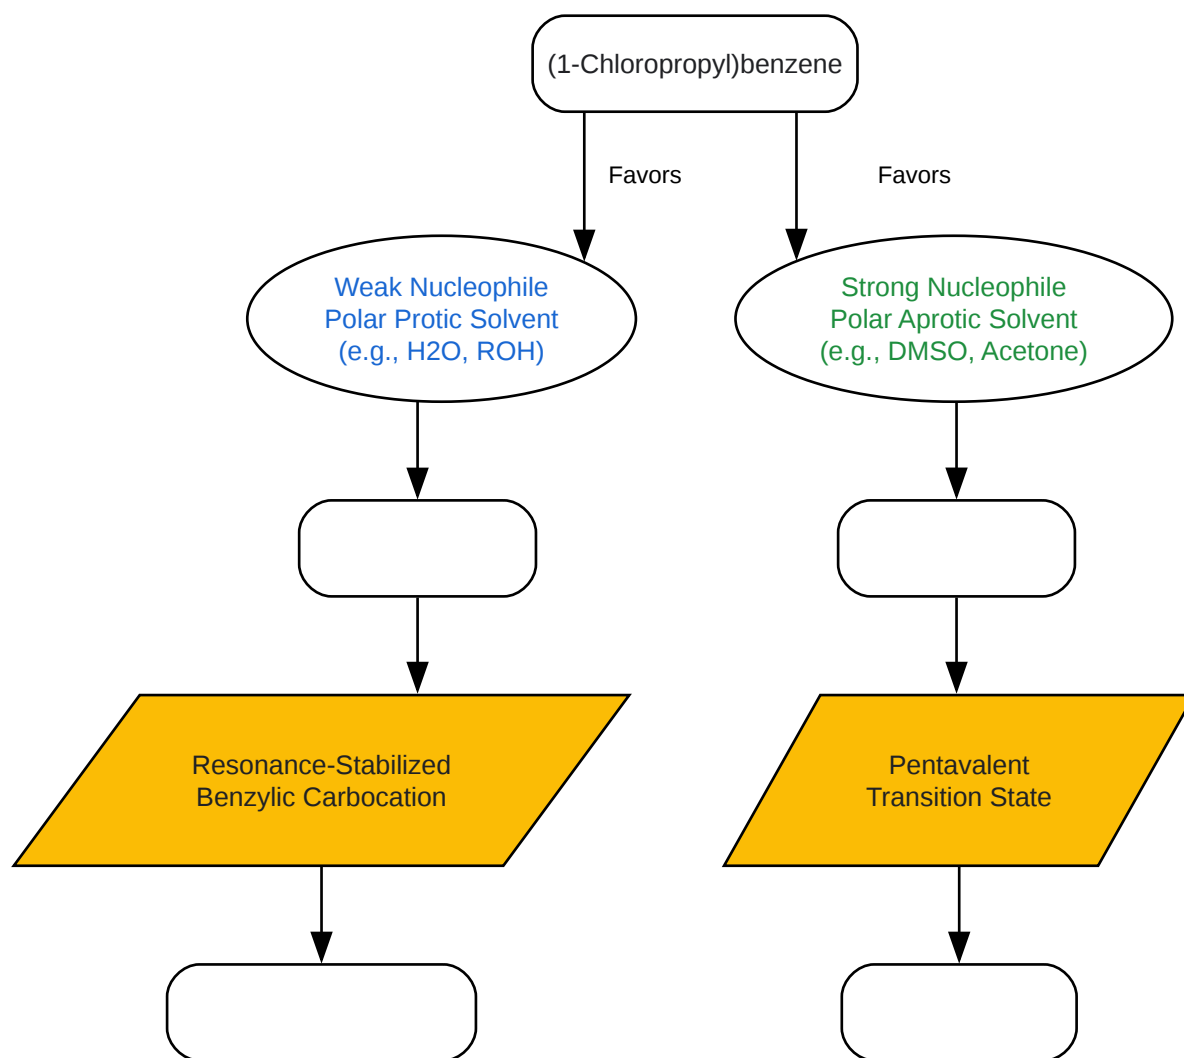 (1-Chloropropyl)benzene
Favors
Favors
Weak Nucleophile
Polar Protic Solvent
(e.g., H2O, ROH)
Strong Nucleophile
Polar Aprotic Solvent
(e.g., DMSO, Acetone)
Resonance-Stabilized
Benzylic Carbocation
Pentavalent
Transition State